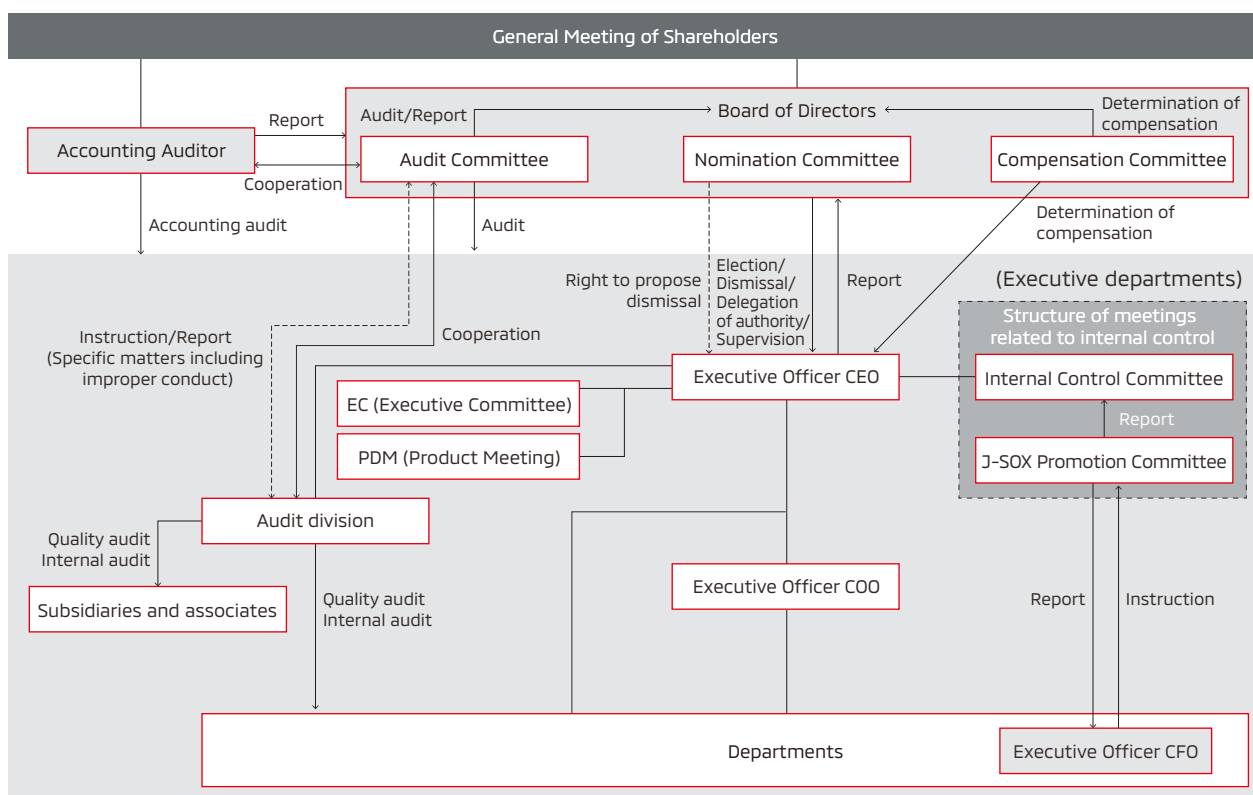 General Meeting of Shareholders
Report
Accounting Auditor
Cooperation
Accounting audit
Audit/Report
Board of Directors
Determination of
compensation
Audit Committee
Nomination Committee
Compensation Committee
Audit
Determination of
compensation
Right to propose
dismissal
Election/
Dismissal/
Delegation
of authority/
Supervision
Report
(Executive departments)
Structure of meetings
related to internal control
Instruction/Report
(Specific matters including
improper conduct)
Cooperation
Executive Officer CEO
Internal Control Committee
EC (Executive Committee)
Report
PDM (Product Meeting)
J-SOX Promotion Committee
Audit division
Quality audit
Internal audit
Subsidiaries and associates
Quality audit
Internal audit
Executive Officer COO
Report
Instruction
Departments
Executive Officer CFO